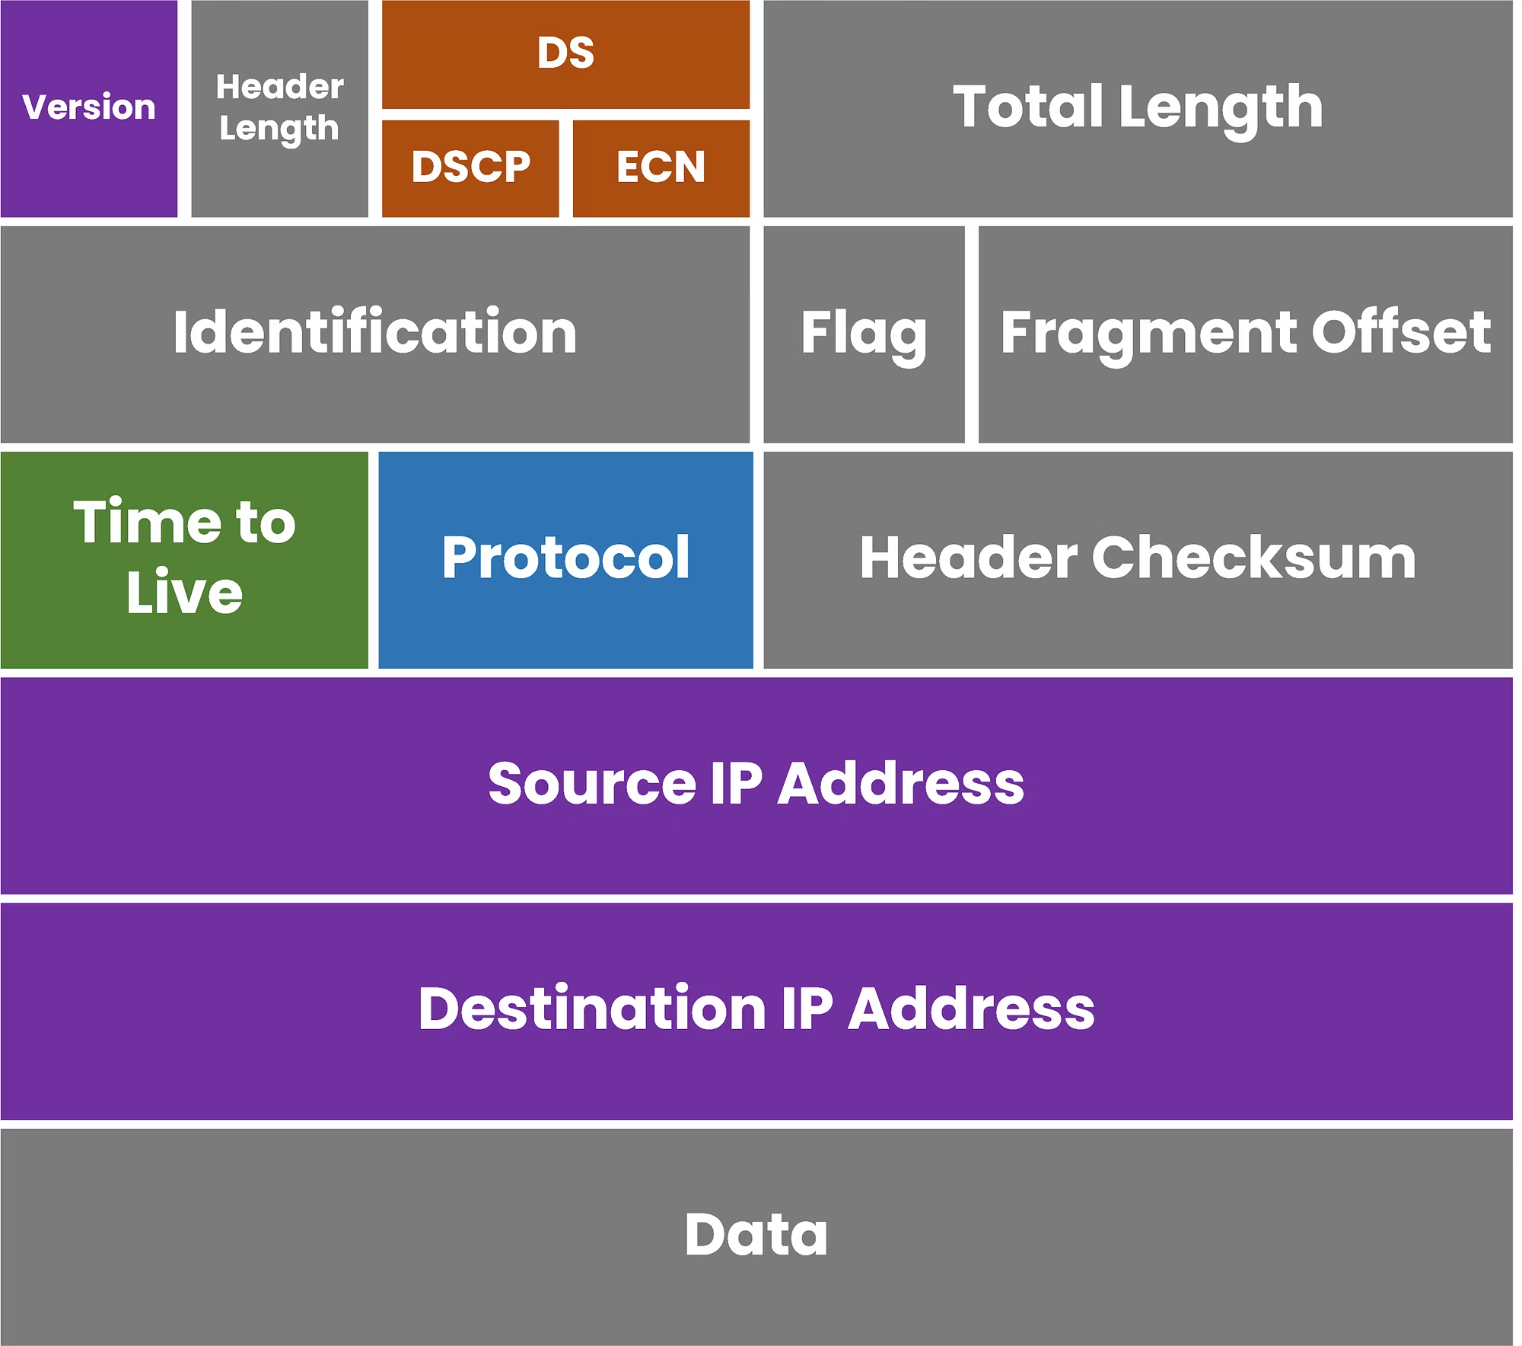 Version
Header
Length
DS
DSCP
ECN
Total Length
Identification
Flag
Fragment Offset
Time to
Live
Protocol
Header Checksum
Source IP Address
Destination IP Address
Data